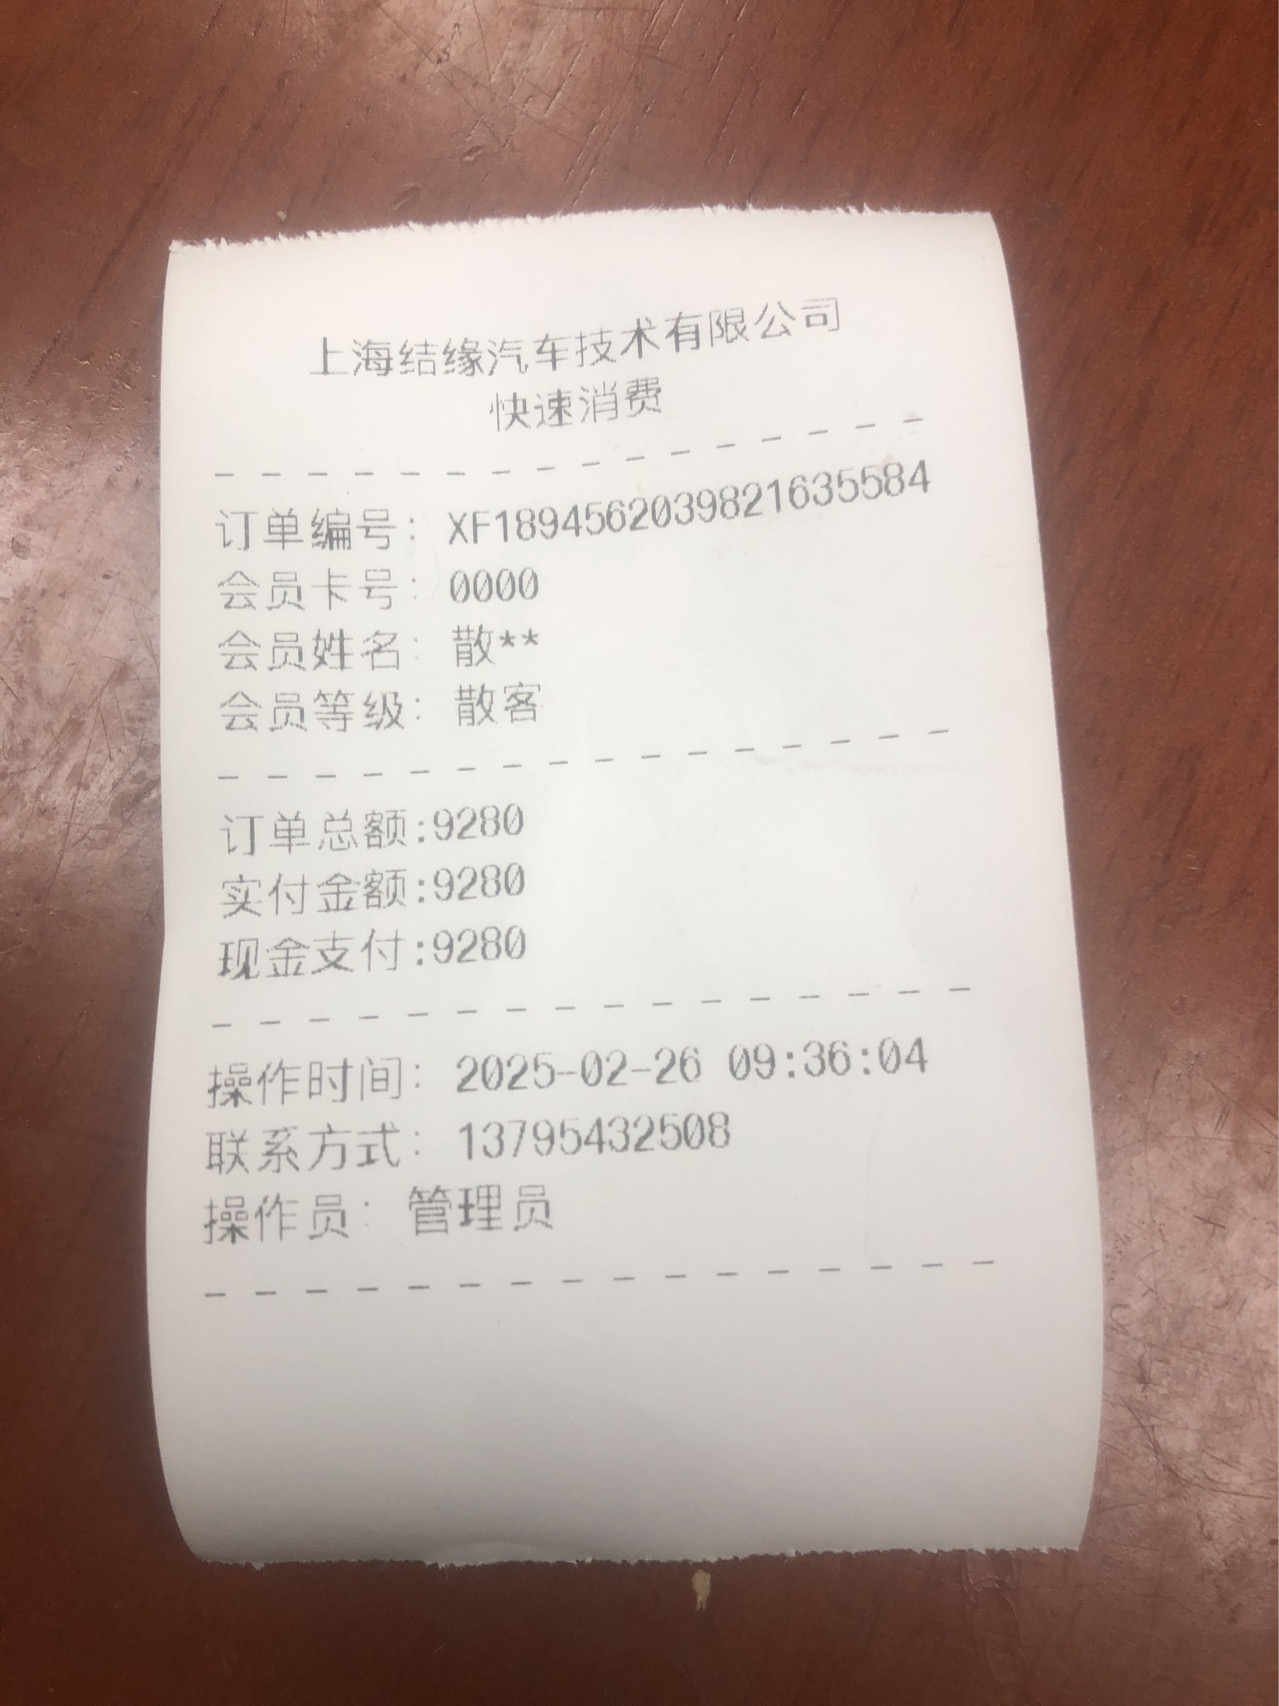 上海结缘汽车技术有限公司
快速消费
订单编号: XF1894562039821635584
会员卡号: 0000
会员姓名: 散**
会员等级: 散客
订单总额:9280
实付金额:9280
现金支付:9280
操作时间: 2025-02-26 09:36:04
联系方式: 13795432508
操作员: 管理员